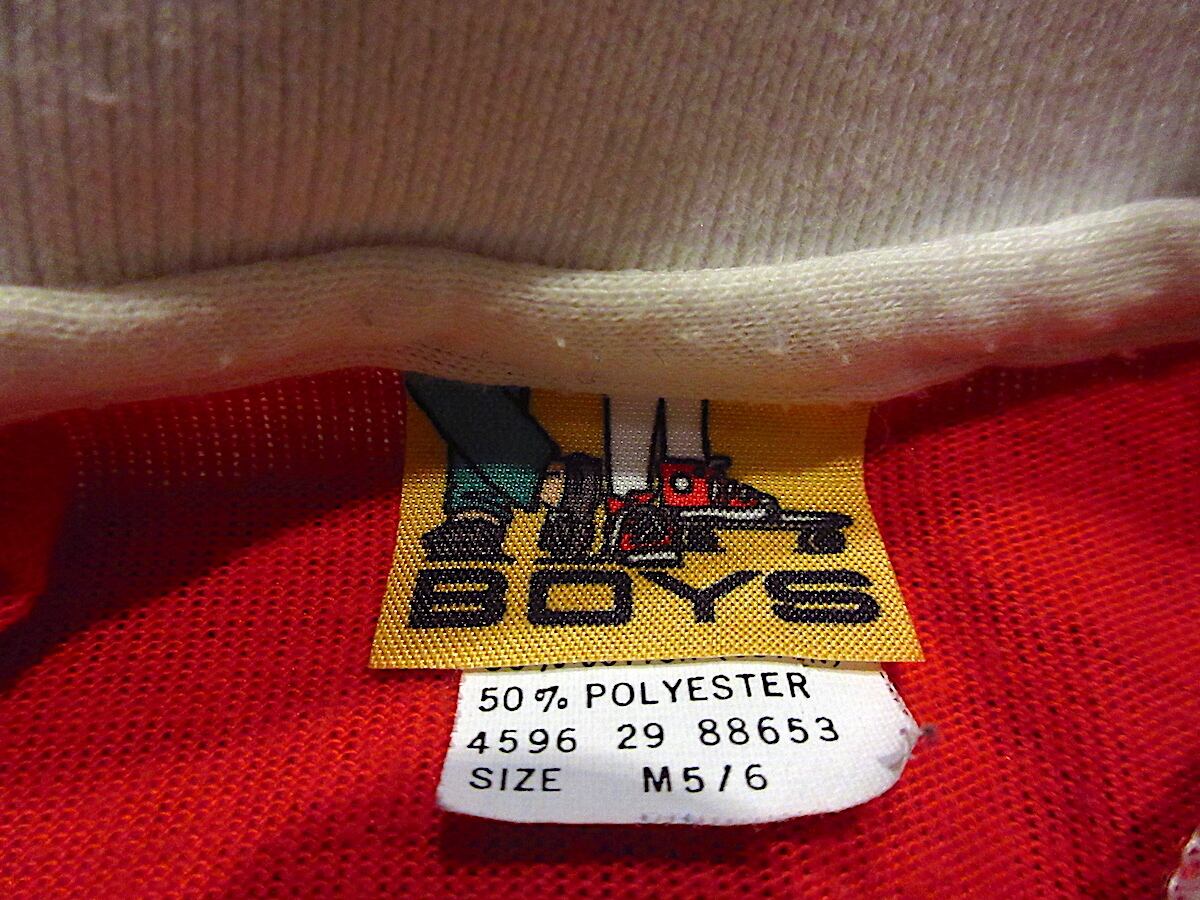 BOYS
50% POLYESTER
4596 29 88653
SIZE M5/6